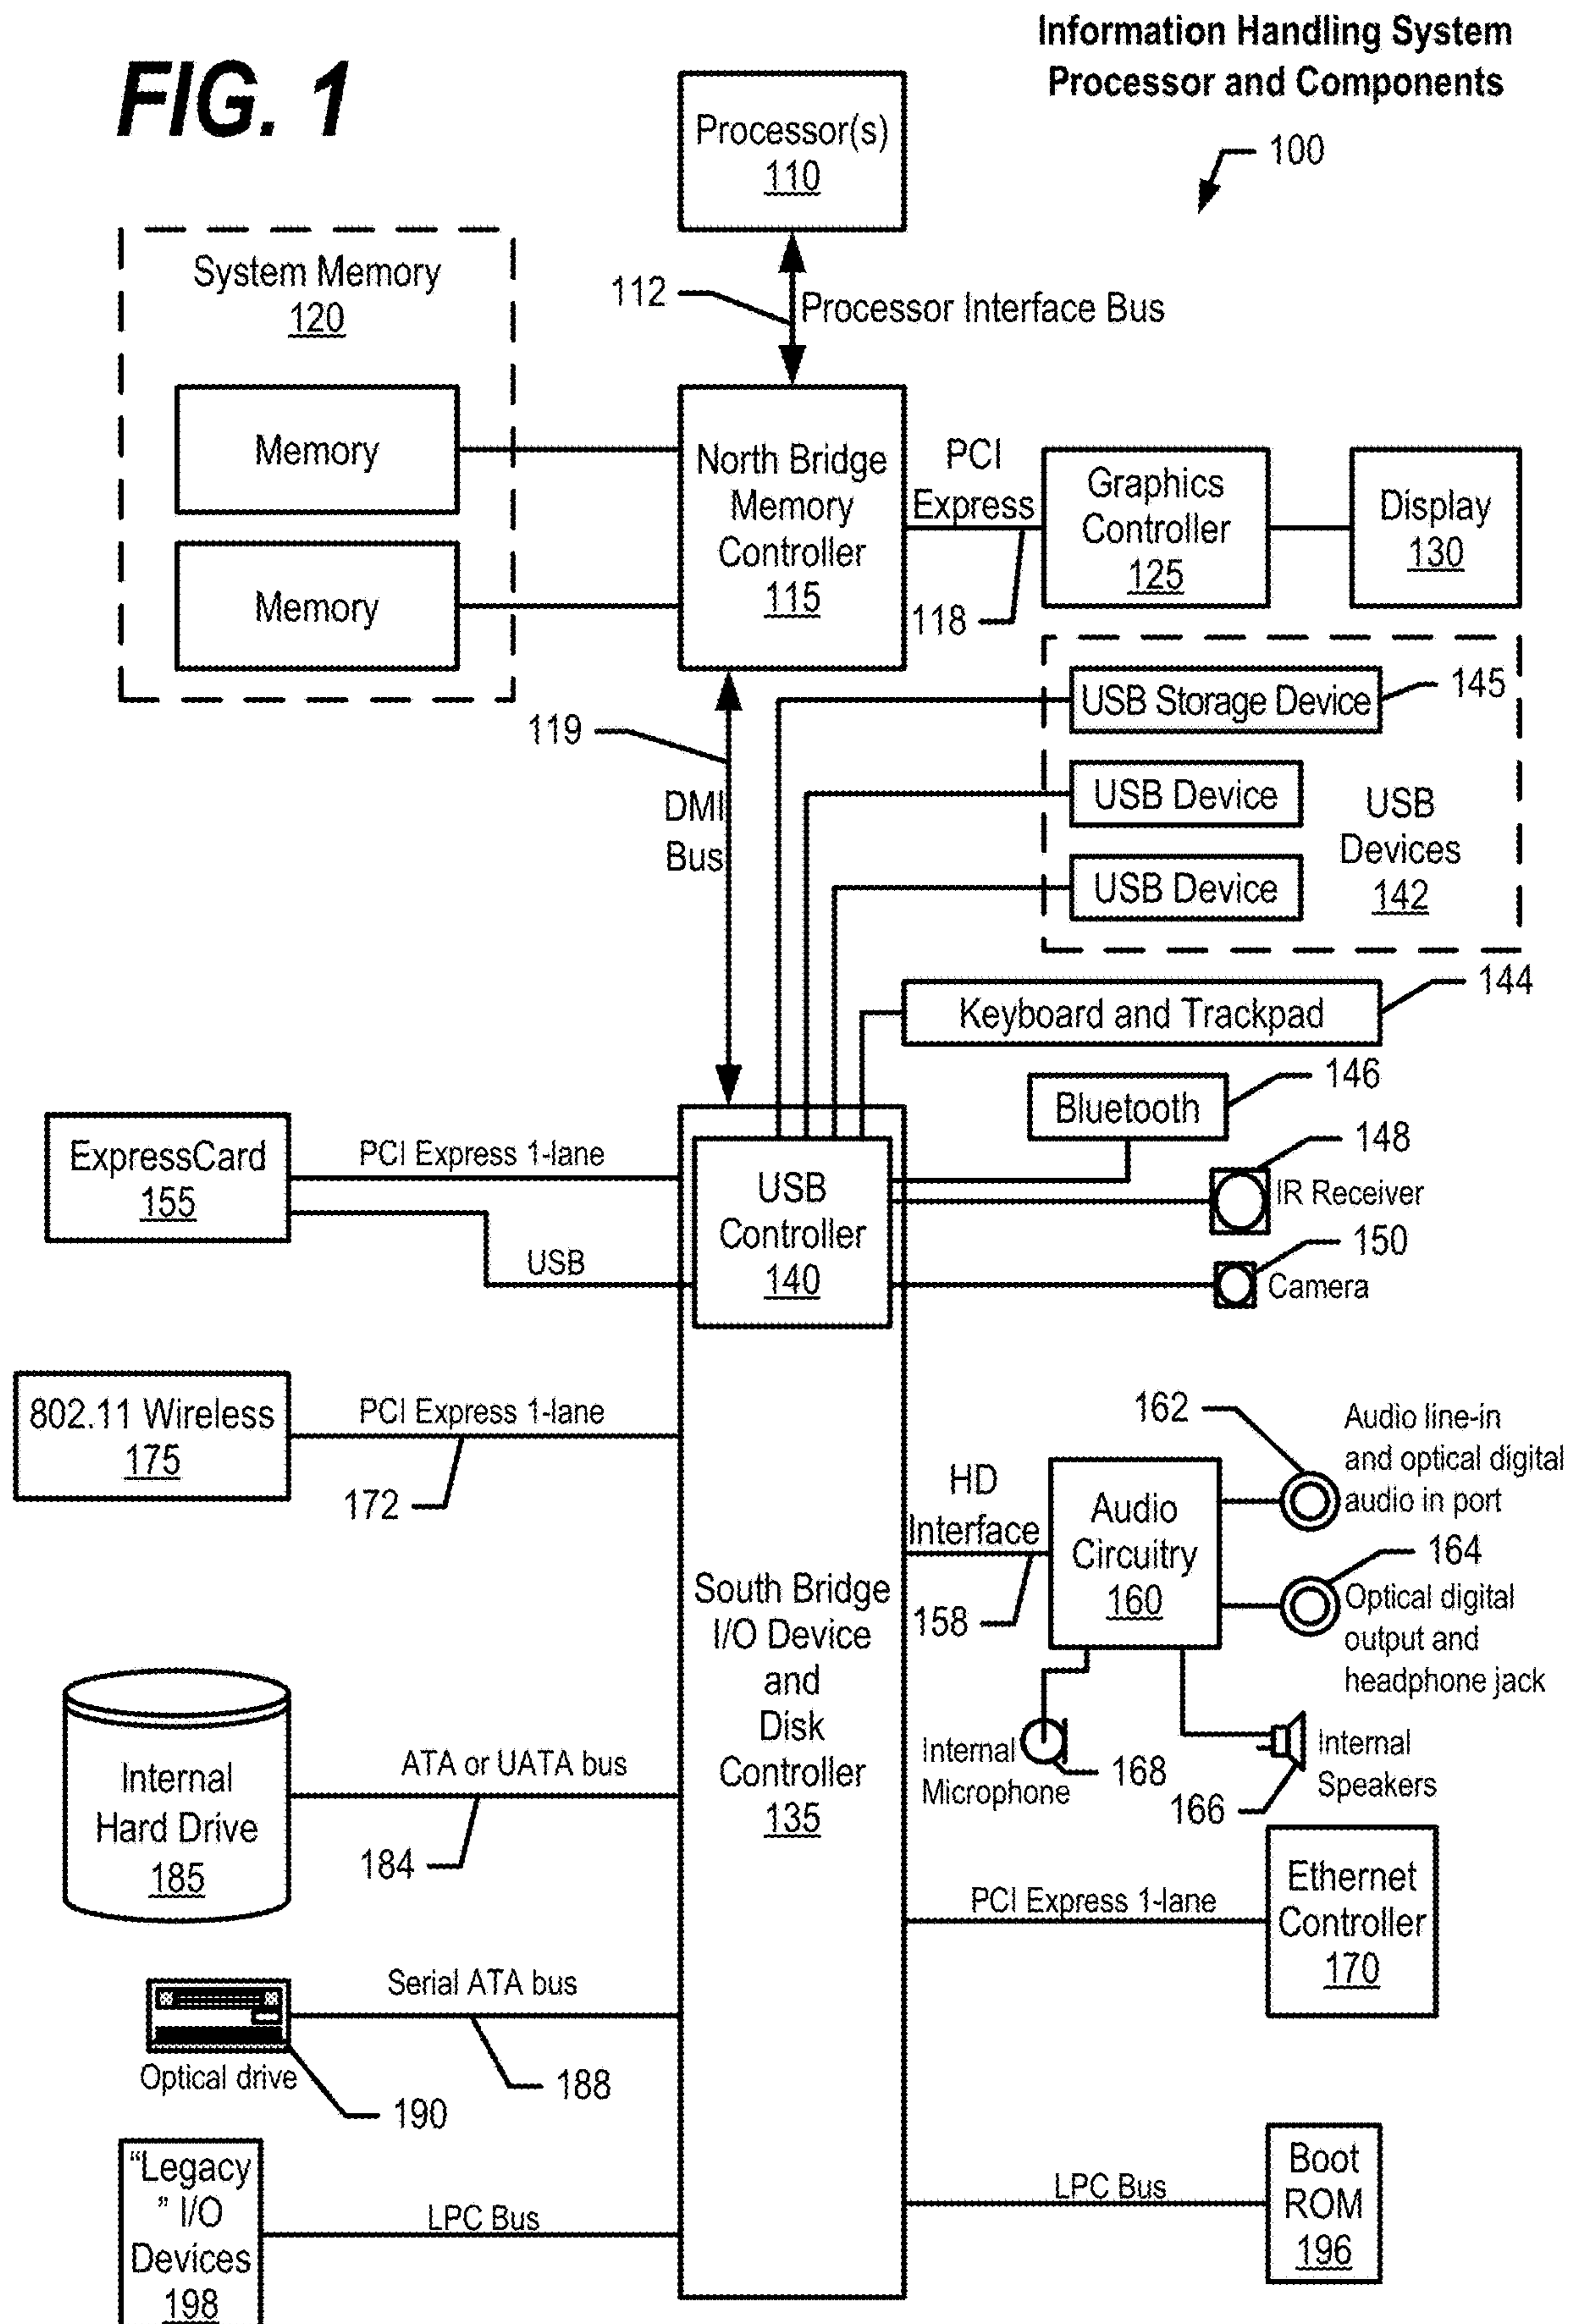 Information Handling System
Processor and Components
FIG. 1
100
Processor(s)
110
System Memory
120
112
Processor Interface Bus
Memory
Memory
North Bridge
Memory
Controller
115
PCI
Express
118
Graphics
Controller
125
Display
130
119
DMI
Bus
USB Storage Device
145
USB Device
USB Device
USB
Devices
142
Keyboard and Trackpad
144
Bluetooth
146
148
IR Receiver
150
Camera
ExpressCard
155
PCI Express 1-lane
USB
USB
Controller
140
802.11 Wireless
175
PCI Express 1-lane
172
162
Audio line-in
and optical digital
audio in port
HD
Interface
158
Audio
Circuitry
160
164
Optical digital
output and
headphone jack
South Bridge
I/O Device
and
Disk
Controller
135
Internal
Microphone
168
166
Internal
Speakers
Internal
Hard Drive
185
ATA or UATA bus
184
PCI Express 1-lane
Ethernet
Controller
170
Serial ATA bus
188
Optical drive
190
"Legacy
" I/O
Devices
198
LPC Bus
LPC Bus
Boot
ROM
196